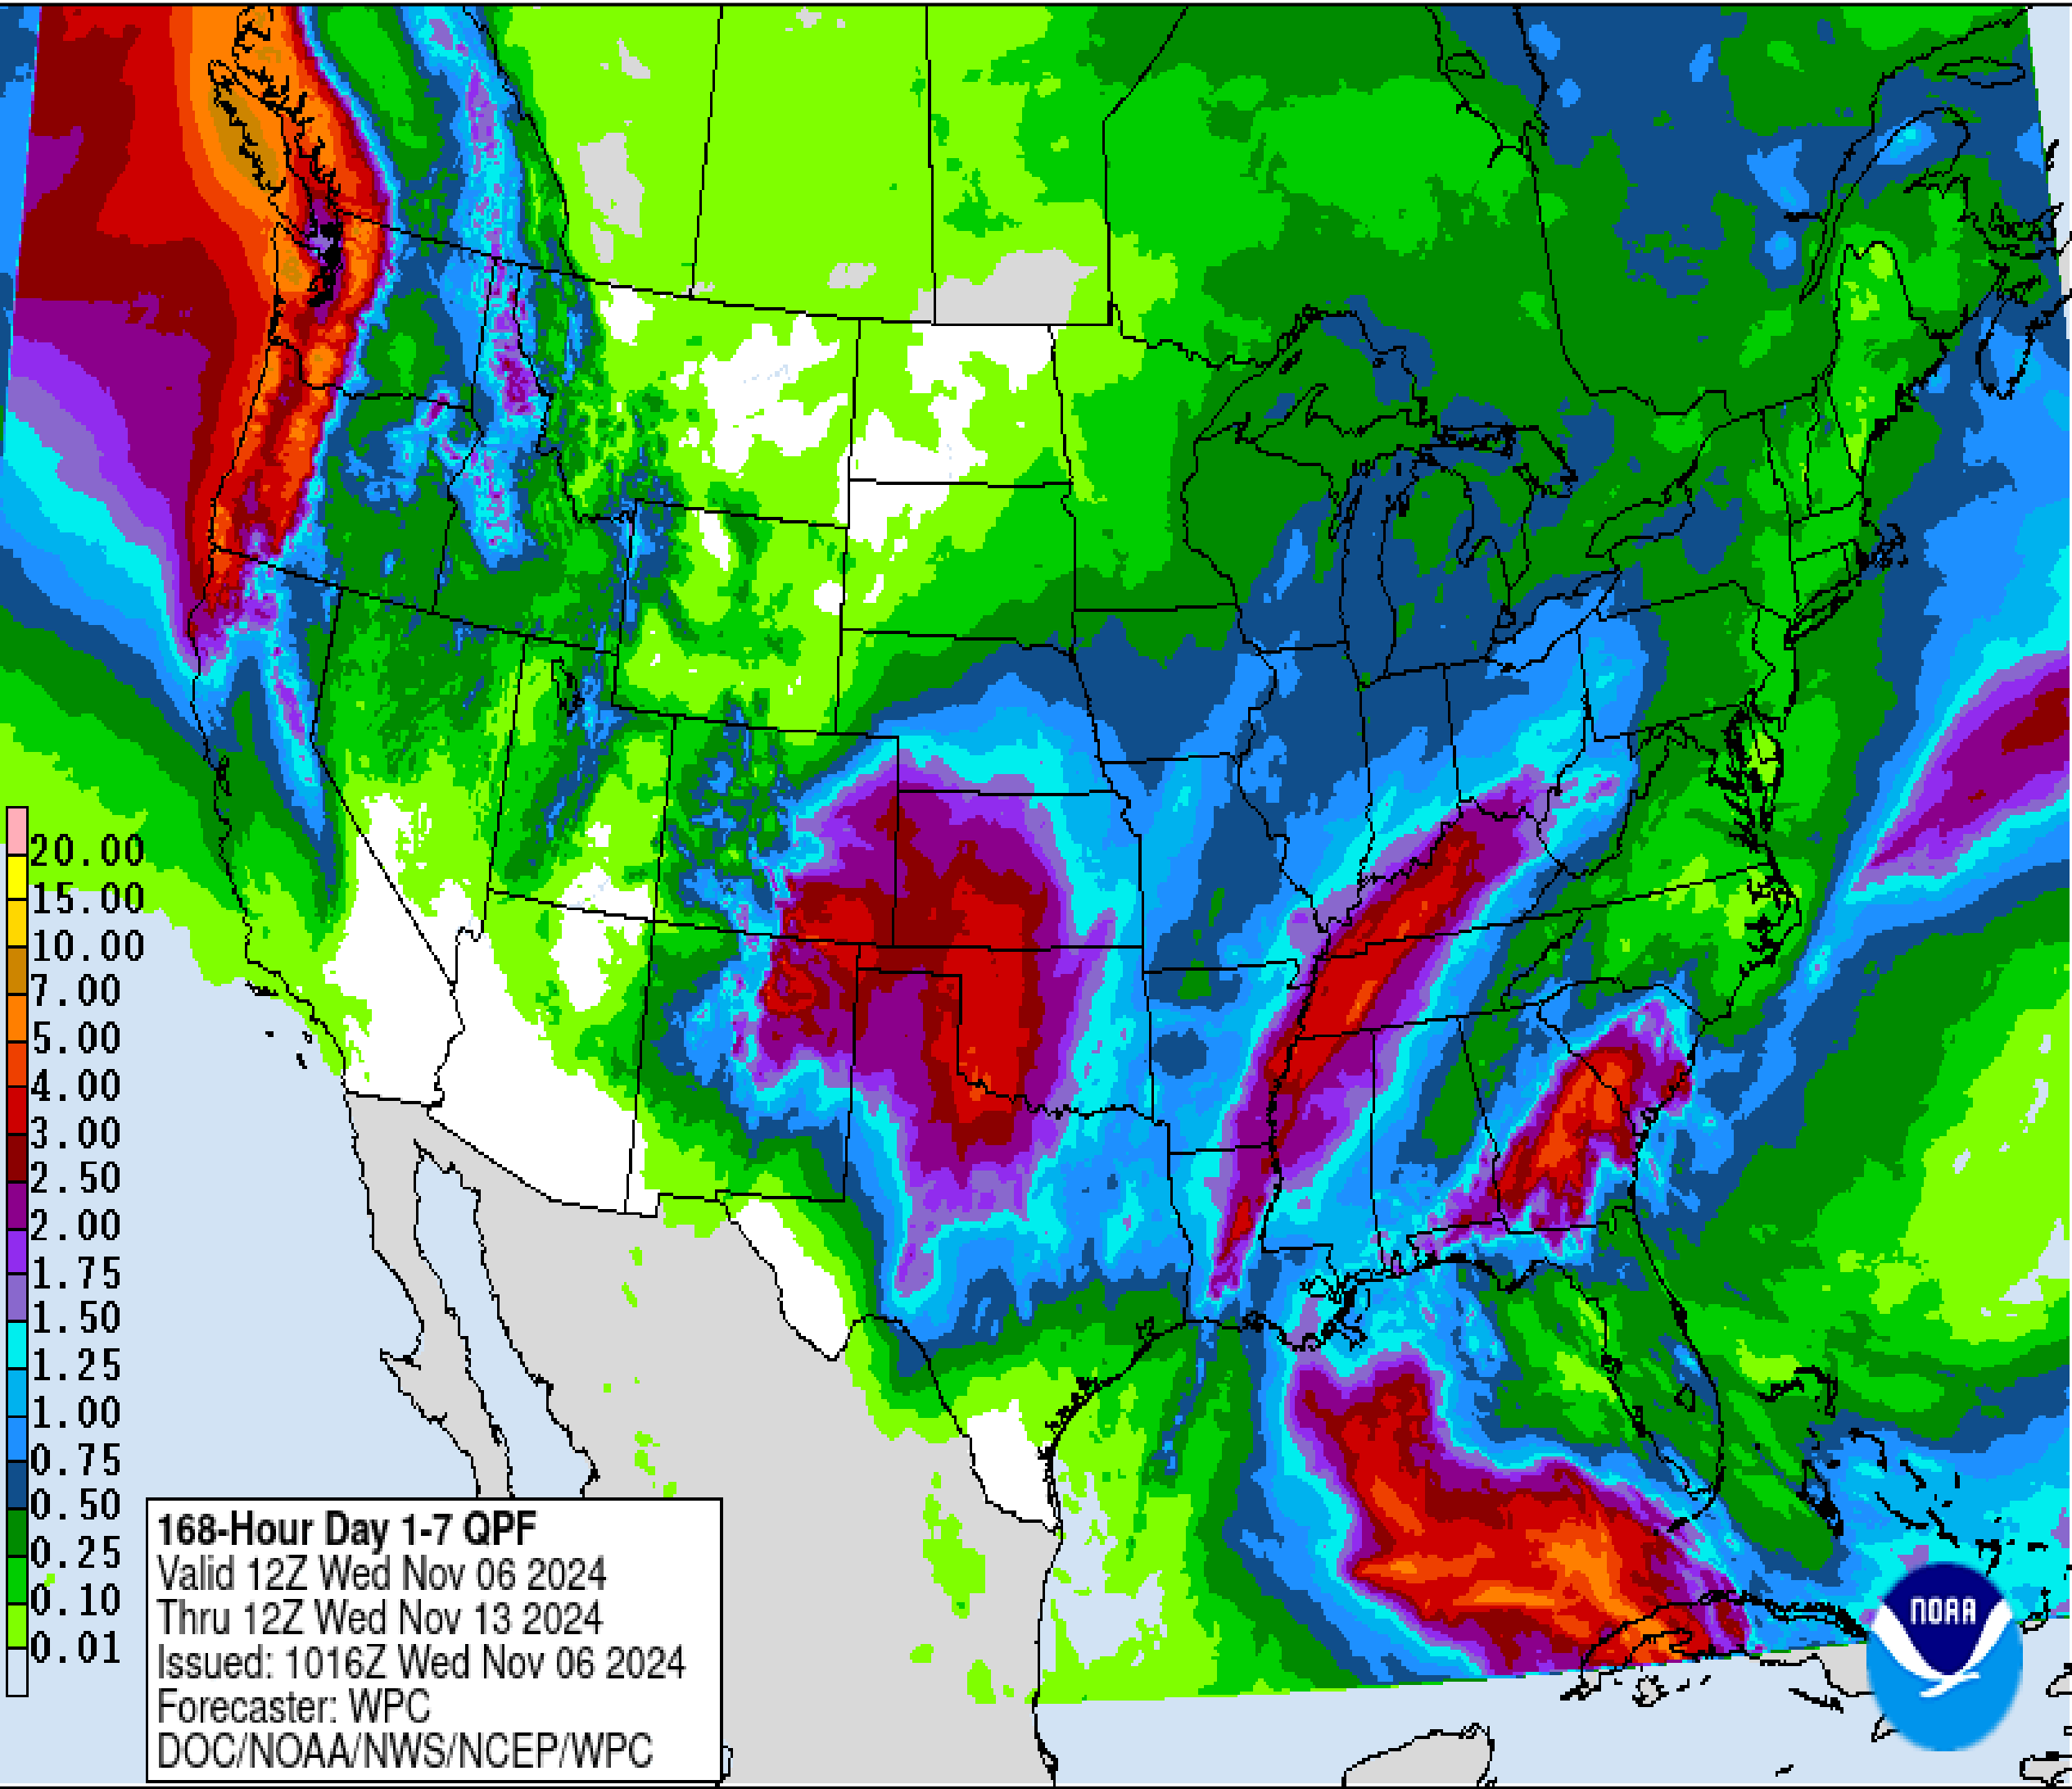 20.00
15.00
10.00
7.00
5.00
4.00
3.00
2.50
2.00
1.75
1.50
1.25
1.00
0.75
0.50
0.25
0.10
0.01
168-Hour Day 1-7 QPF
Valid 12Z Wed Nov 06 2024
Thru 12Z Wed Nov 13 2024
Issued: 1016Z Wed Nov 06 2024
Forecaster: WPC
DOC/NOAA/NWS/NCEP/WPC
NOAA